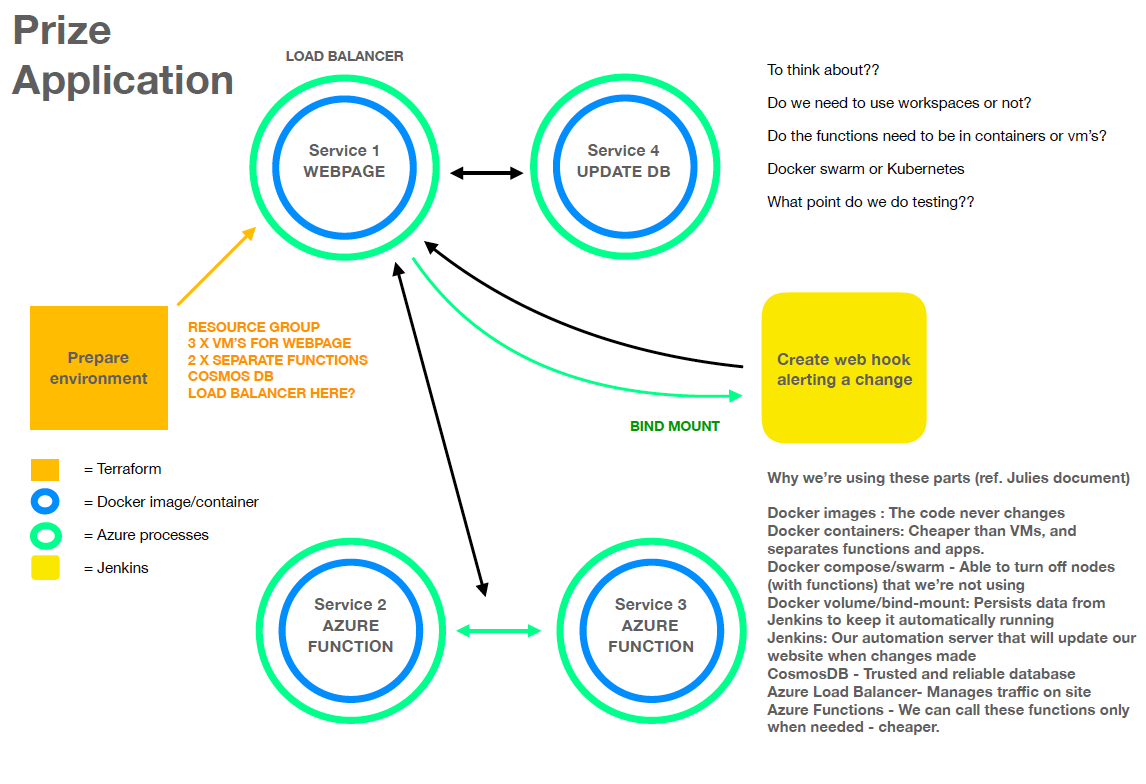 Prize
Application
LOAD BALANCER
Service 1
WEBPAGE
Service 4
UPDATE DB
To think about??
Do we need to use workspaces or not?
Do the functions need to be in containers or vm's?
Docker swarm or Kubernetes
What point do we do testing??
Prepare
environment
RESOURCE GROUP
3 X VM'S FOR WEBPAGE
2 X SEPARATE FUNCTIONS
COSMOS DB
LOAD BALANCER HERE?
Create web hook
alerting a change
BIND MOUNT
= Terraform
= Docker image/container
= Azure processes
= Jenkins
Service 2
AZURE
FUNCTION
Service 3
AZURE
FUNCTION
Why we're using these parts (ref. Julies document)
Docker images : The code never changes
Docker containers: Cheaper than VMs, and
separates functions and apps.
Docker compose/swarm - Able to turn off nodes
(with functions) that we're not using
Docker volume/bind-mount: Persists data from
Jenkins to keep it automatically running
Jenkins: Our automation server that will update our
website when changes made
CosmosDB - Trusted and reliable database
Azure Load Balancer- Manages traffic on site
Azure Functions - We can call these functions only
when needed - cheaper.